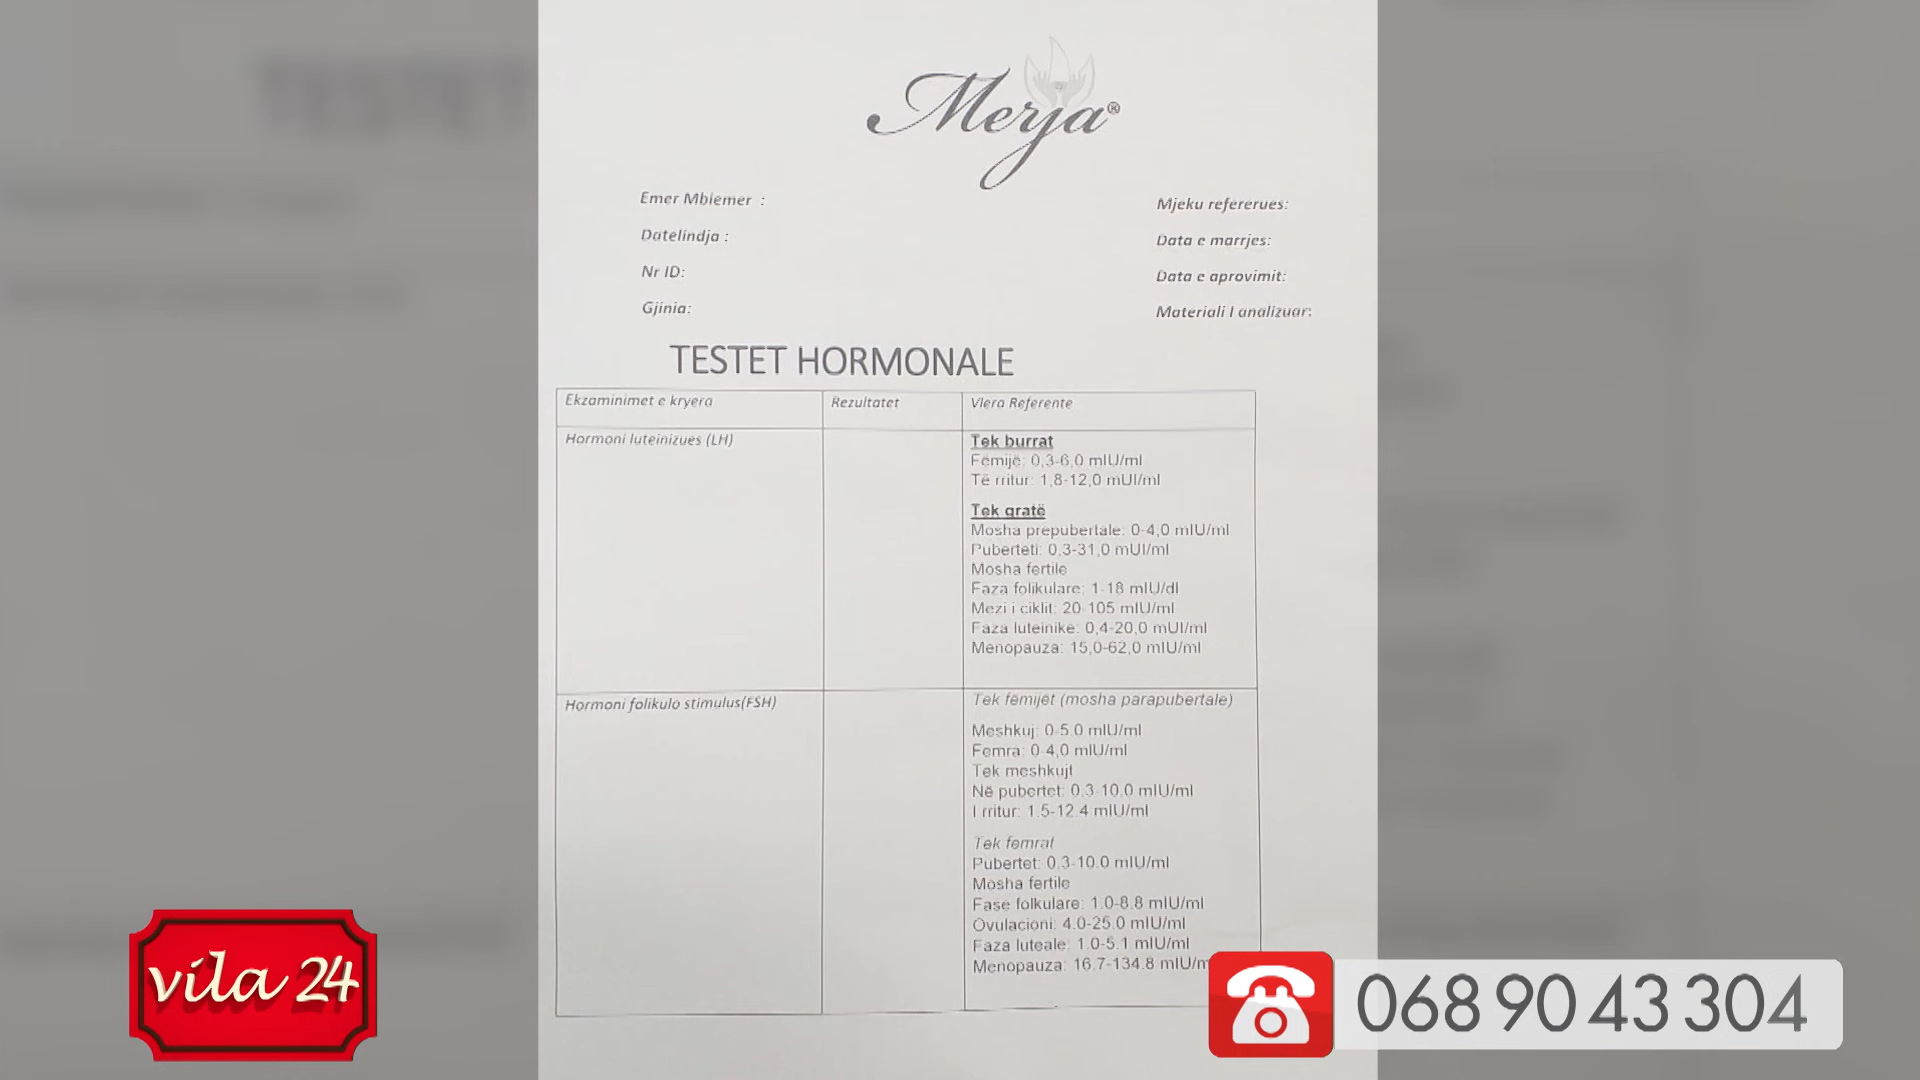 Merja®
Emer Mbiemer :
Datelindja :
Nr ID:
Gjinia:
Mjeku refererues:
Data e marrjes:
Data e aprovimit:
Materiali I analizuar:
TESTET HORMONALE
Ekzaminimet e kryera
Rezultatet
Vlera Referente
Hormoni luteinizues (LH)
Tek burrat
Fëmijë: 0,3-6,0 mIU/ml
Të rritur: 1,8-12,0 mUI/ml
Tek gratë
Mosha prepubertale: 0-4,0 mIU/ml
Puberteti: 0,3-31,0 mUI/ml
Mosha fertile
Faza folikulare: 1-18 mIU/dl
Mezi i ciklit: 20-105 mIU/ml
Faza luteinike: 0,4-20,0 mUI/ml
Menopauza: 15,0-62,0 mIU/ml
Hormoni folikulo stimulus(FSH)
Tek fëmijët (mosha parapubertale)
Meshkuj: 0-5.0 mIU/ml
Femra: 0-4,0 mIU/ml
Tek meshkujt
Në pubertet: 0.3-10.0 mIU/ml
I rritur: 1.5-12.4 mIU/ml
Tek femrat
Pubertet: 0.3-10.0 mIU/ml
Mosha fertile
Fase folkulare: 1.0-8.8 mIU/ml
Ovulacioni: 4.0-25.0 mIU/ml
Faza luteale: 1.0-5.1 mIU/ml
Menopauza: 16.7-134.8 mIU/m
vila 24
068 90 43 304